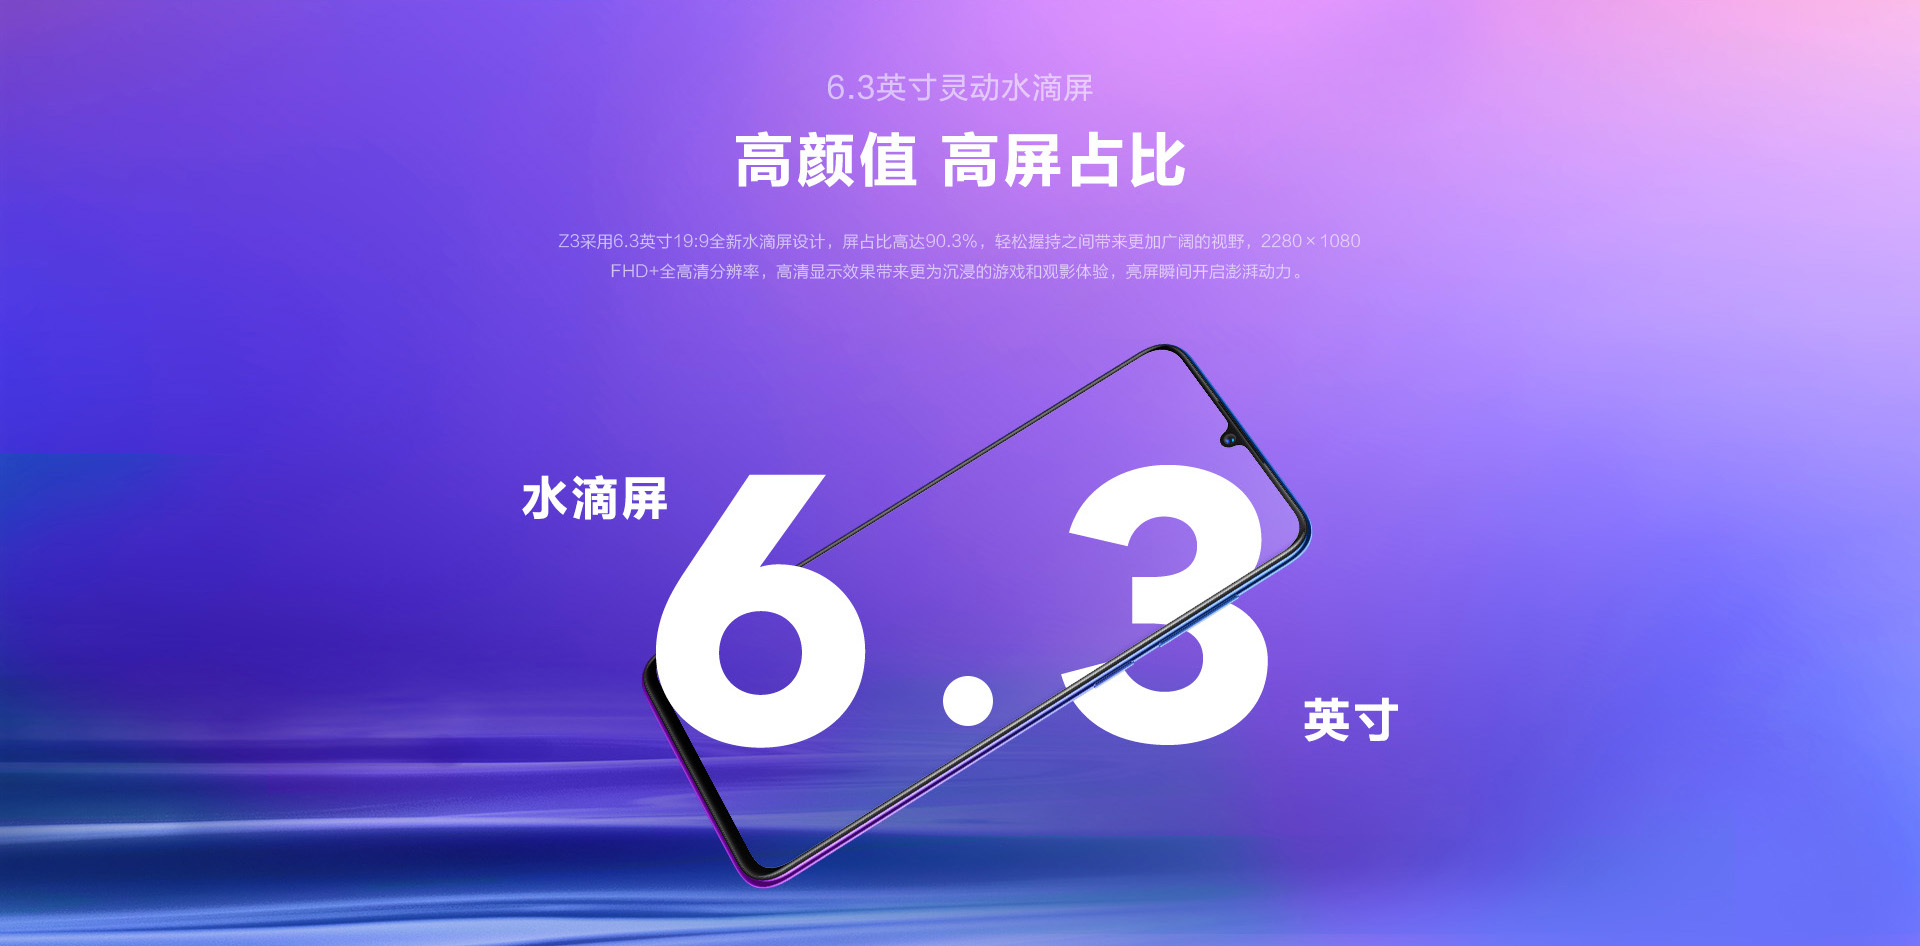 6.3英寸灵动水滴屏
高颜值 高屏占比
Z3采用6.3英寸19:9全新水滴屏设计，屏占比高达90.3%，轻松握持之间带来更加广阔的视野，2280×1080
FHD+全高清分辨率，高清显示效果带来更为沉浸的游戏和观影体验，亮屏瞬间开启澎湃动力。
水滴屏
6.3
英寸